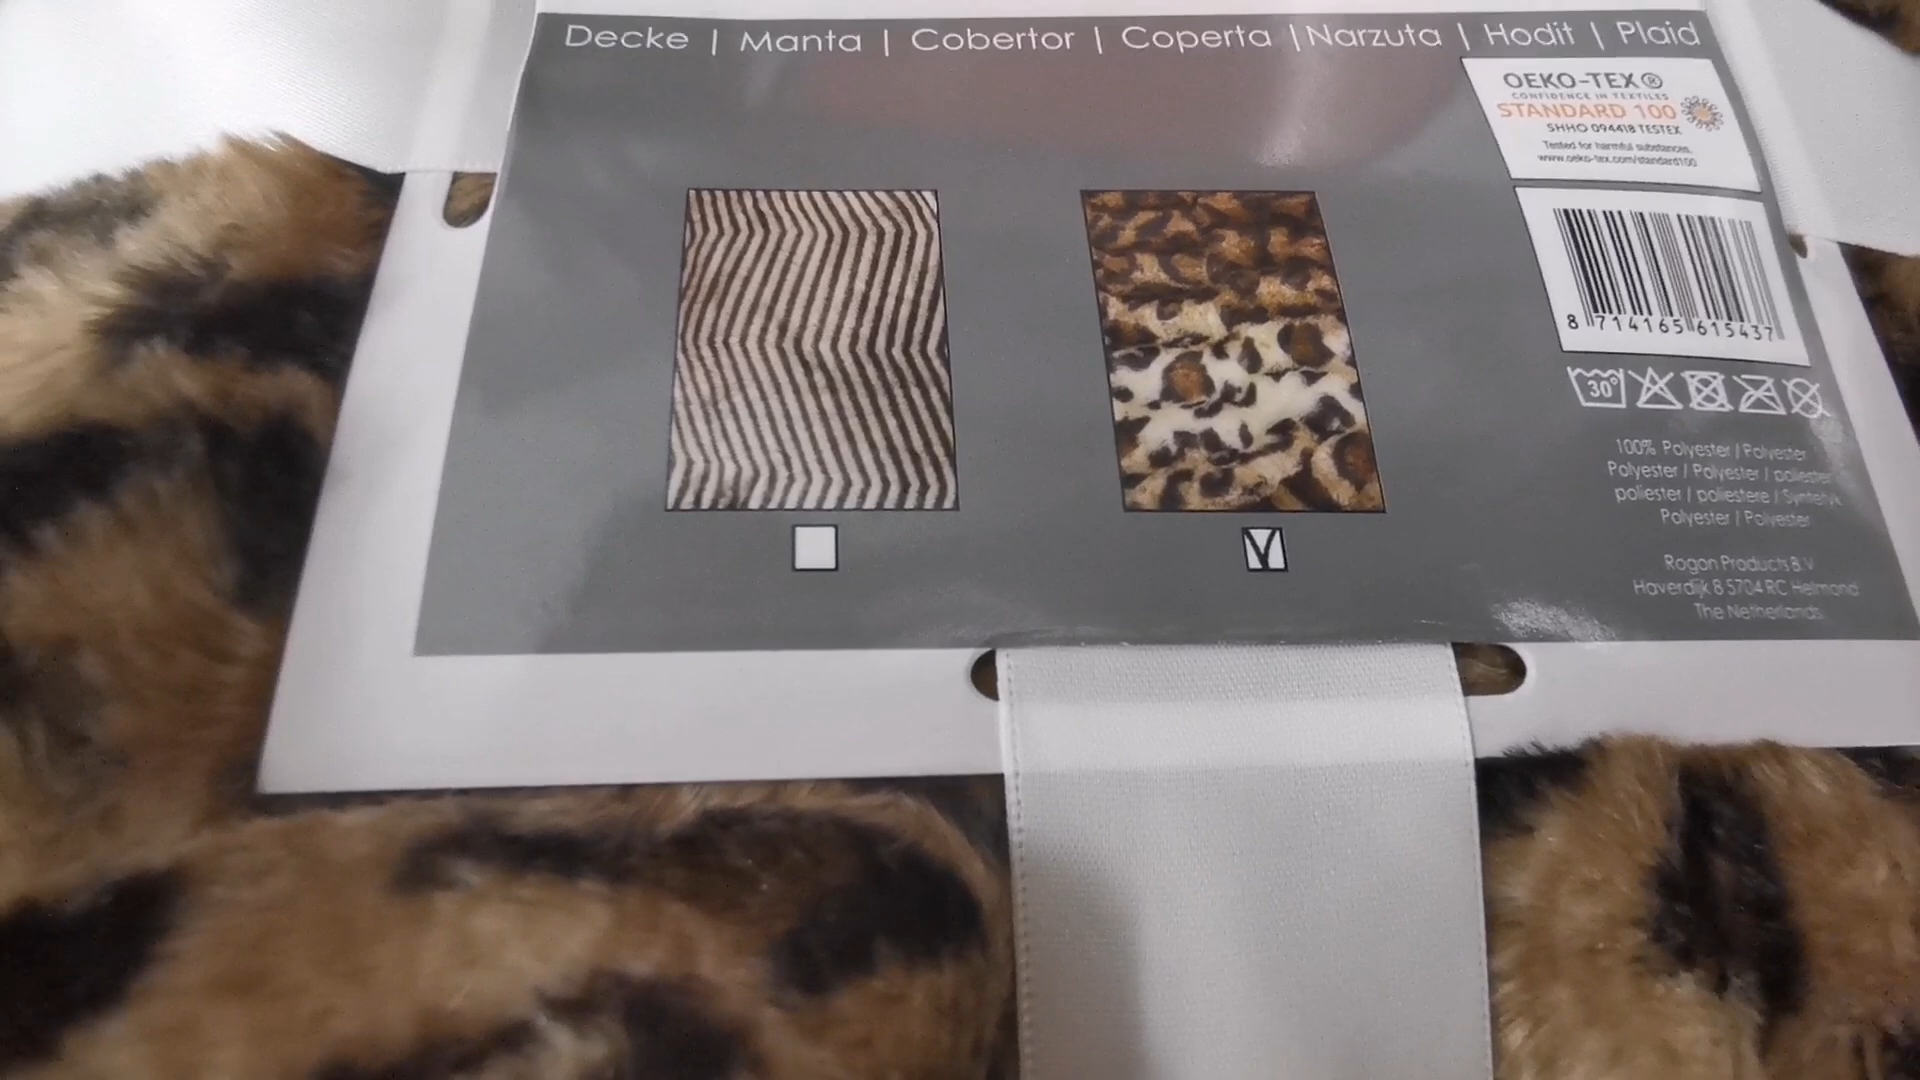 Decke | Manta | Cobertor | Coperta | Narzuta | Hodit | Plaid
OEKO-TEX®
CONFIDENCE IN TEXTILES
STANDARD 100
SHHO 094418 TESTEX
Tested for harmful substances.
www.oeko-tex.com/standard100
8 714165 615437
30°
100% Polyester / Polyester
Polyester / Polyester / poliester
poliester / poliestere / Syntetyk
Polyester / Polyester
Rogon Products B.V
Haverdijk 8 5704 RC Helmond
The Netherlands